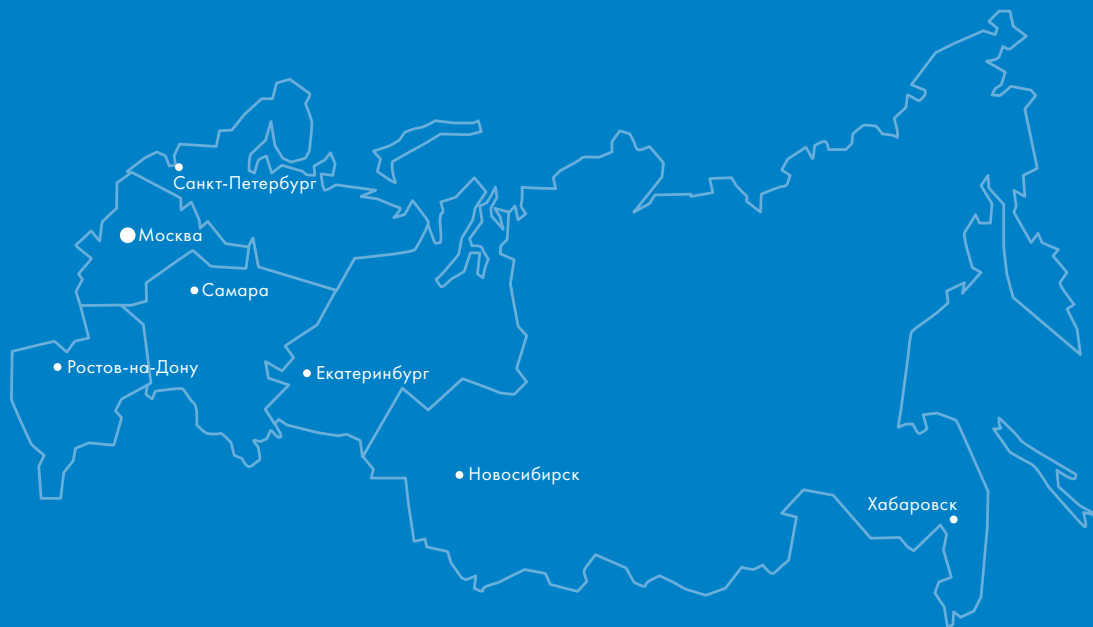 Санкт-Петербург
Москва
Самара
Ростов-на-Дону
Екатеринбург
Новосибирск
Хабаровск